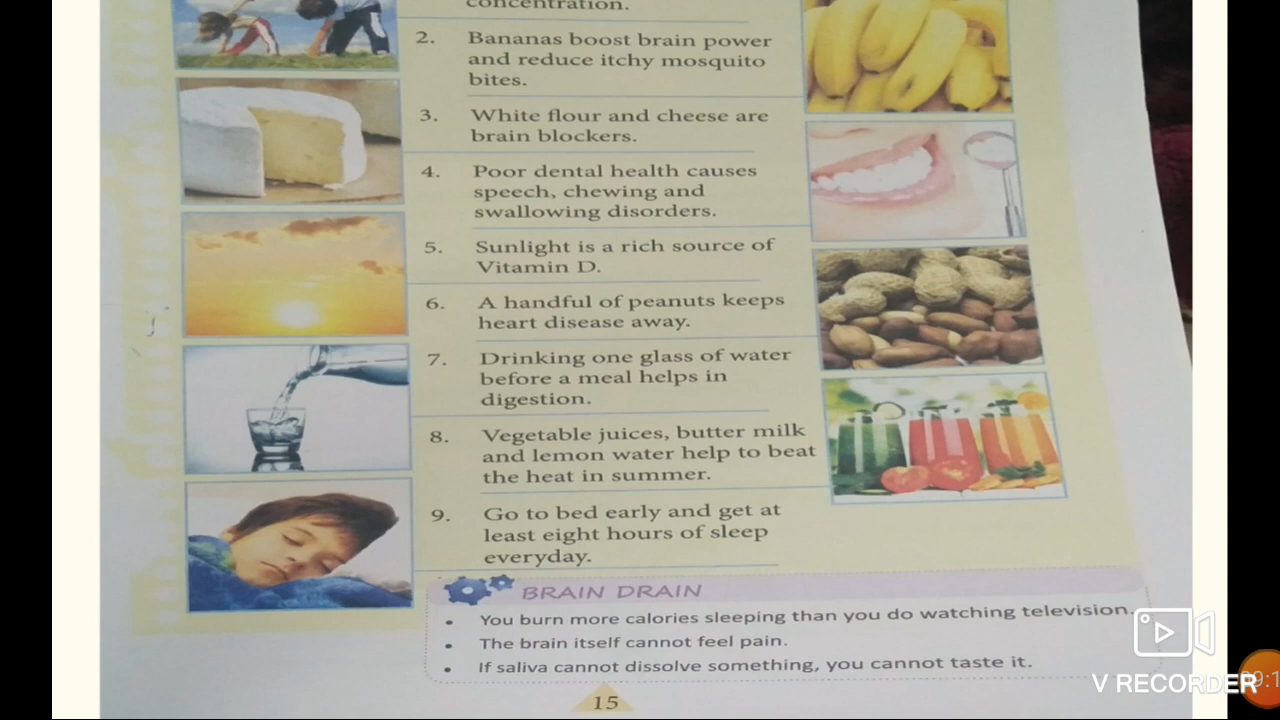 concentration.
2. Bananas boost brain power
and reduce itchy mosquito
bites.
3. White flour and cheese are
brain blockers.
4. Poor dental health causes
speech, chewing and
swallowing disorders.
5. Sunlight is a rich source of
Vitamin D.
6. A handful of peanuts keeps
heart disease away.
7. Drinking one glass of water
before a meal helps in
digestion.
8. Vegetable juices, butter milk
and lemon water help to beat
the heat in summer.
9. Go to bed early and get at
least eight hours of sleep
everyday.
BRAIN DRAIN
• You burn more calories sleeping than you do watching television.
• The brain itself cannot feel pain.
• If saliva cannot dissolve something, you cannot taste it.
15
V RECORDER